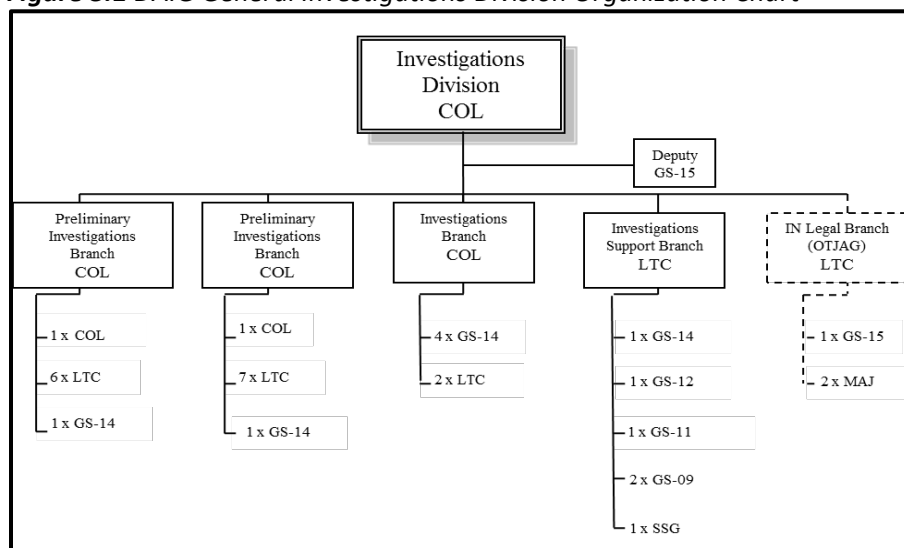 Figure DAIG General Investigations Division Organization Chart
Investigations
Division
COL
Deputy
GS-15
Preliminary
Investigations
Branch
COL
1 x COL
6 x LTC
1 x GS-14
Preliminary
Investigations
Branch
COL
1 x COL
7 x LTC
1 x GS-14
Investigations
Branch
COL
4 x GS-14
2 x LTC
Investigations
Support Branch
LTC
1 x GS-14
1 x GS-12
1 x GS-11
2 x GS-09
1 x SSG
IN Legal Branch
(OTJAG)
LTC
1 x GS-15
2 x MAJ